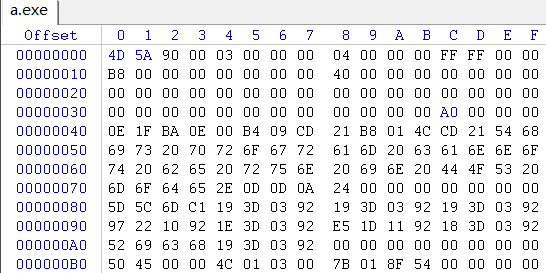 a.exe
Offset 0 1 2 3 4 5 6 7 8 9 A B C D E F
00000000 4D 5A 90 00 03 00 00 00 04 00 00 00 FF FF 00 00
00000010 B8 00 00 00 00 00 00 00 40 00 00 00 00 00 00 00
00000020 00 00 00 00 00 00 00 00 00 00 00 00 00 00 00 00
00000030 00 00 00 00 00 00 00 00 00 00 00 00 A0 00 00 00
00000040 0E 1F BA 0E 00 B4 09 CD 21 B8 01 4C CD 21 54 68
00000050 69 73 20 70 72 6F 67 72 61 6D 20 63 61 6E 6E 6F
00000060 74 20 62 65 20 72 75 6E 20 69 6E 20 44 4F 53 20
00000070 6D 6F 64 65 2E 0D 0D 0A 24 00 00 00 00 00 00 00
00000080 5D 5C 6D C1 19 3D 03 92 19 3D 03 92 19 3D 03 92
00000090 97 22 10 92 1E 3D 03 92 E5 1D 11 92 18 3D 03 92
000000A0 52 69 63 68 19 3D 03 92 00 00 00 00 00 00 00 00
000000B0 50 45 00 00 4C 01 03 00 7B 01 8F 54 00 00 00 00